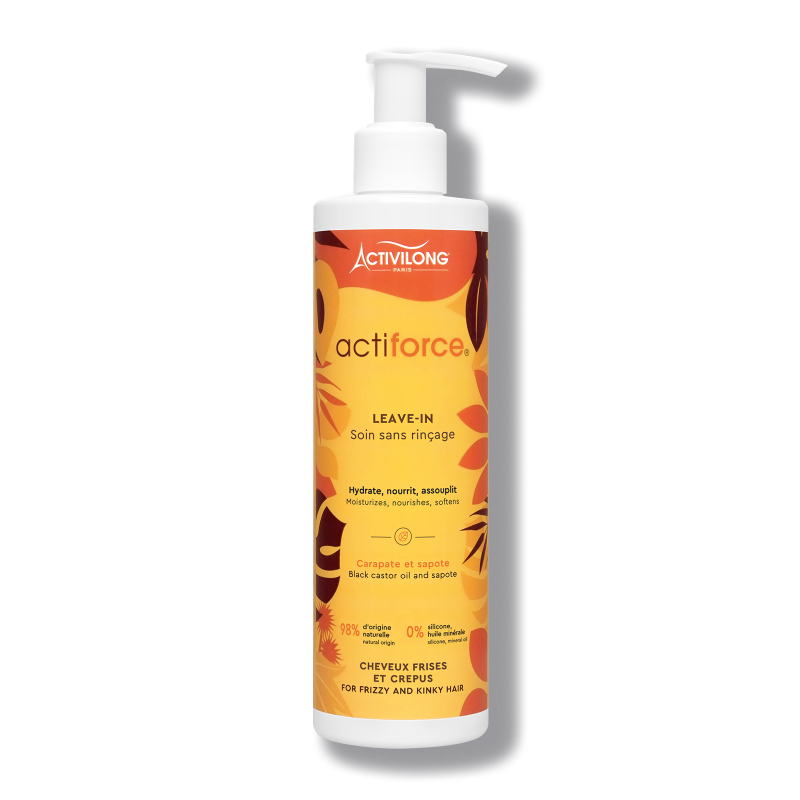 ACTIVILONG
PARIS
actiforce®
LEAVE-IN
Soin sans rinçage
Hydrate, nourrit, assouplit
Moisturizes, nourishes, softens
Carapate et sapote
Black castor oil and sapote
98% d'origine
naturelle
natural origin
0% silicone,
huile minérale
silicone, mineral oil
CHEVEUX FRISES
ET CREPUS
FOR FRIZZY AND KINKY HAIR